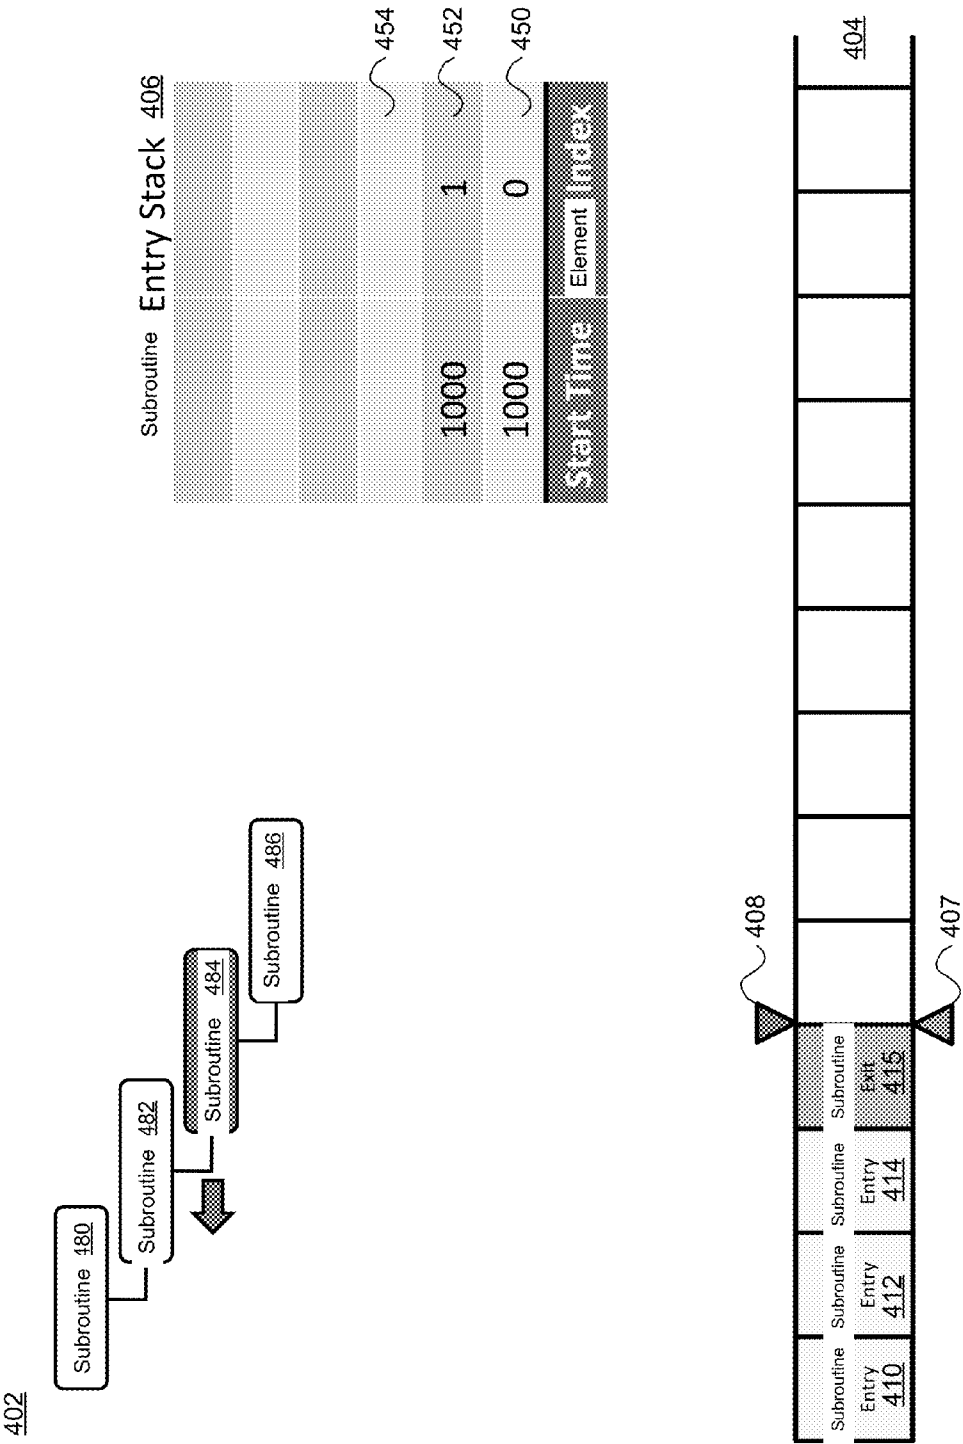 402
Subroutine 480
Subroutine 482
Subroutine 484
Subroutine 486
Subroutine Entry Stack 406
454
1000 1
452
1000 0
450
Start Time Element Index
408
Subroutine Entry 410
Subroutine Entry 412
Subroutine Entry 414
Subroutine Exit 415
404
407